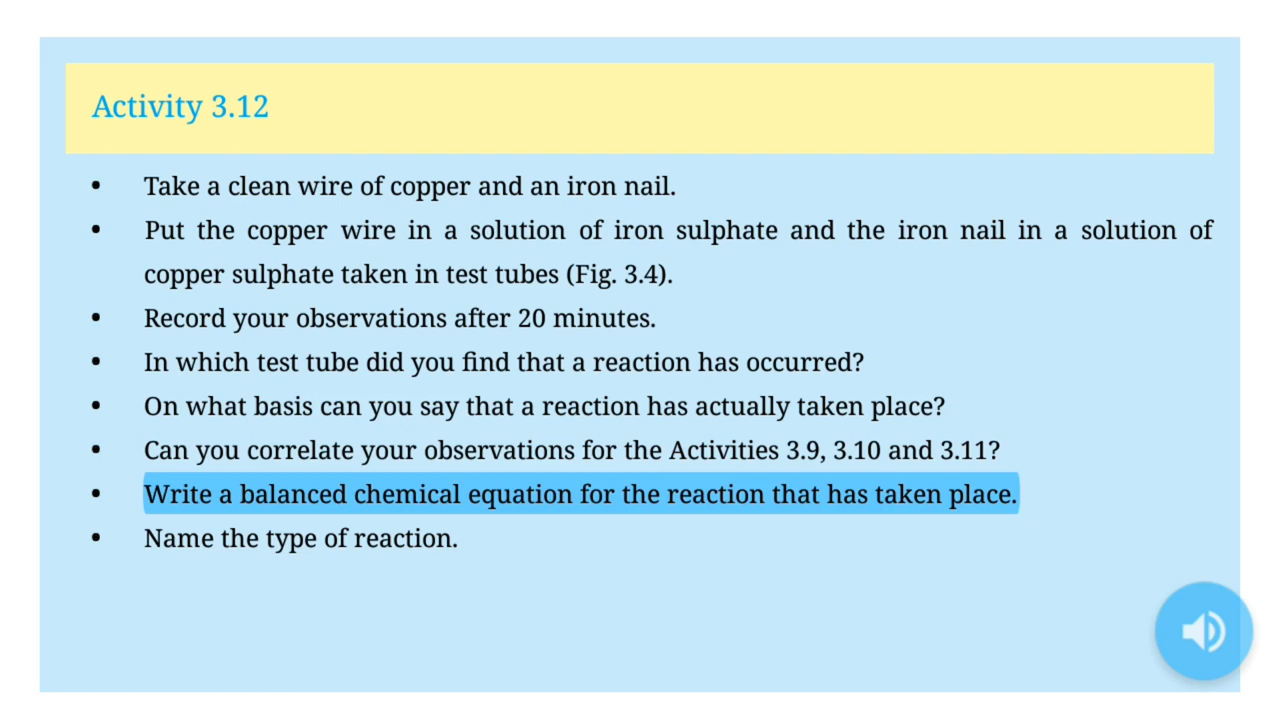 Activity 3.12
• Take a clean wire of copper and an iron nail.
• Put the copper wire in a solution of iron sulphate and the iron nail in a solution of
copper sulphate taken in test tubes (Fig. 3.4).
• Record your observations after 20 minutes.
• In which test tube did you find that a reaction has occurred?
• On what basis can you say that a reaction has actually taken place?
• Can you correlate your observations for the Activities 3.9, 3.10 and 3.11?
• Write a balanced chemical equation for the reaction that has taken place.
• Name the type of reaction.